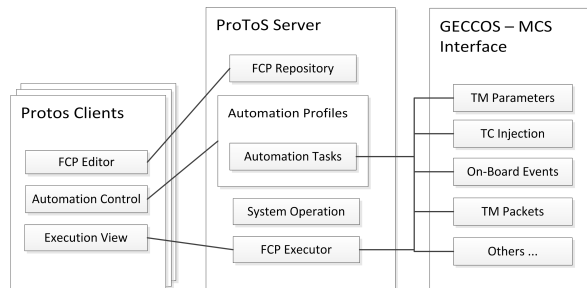 Protos Clients
FCP Editor
Automation Control
Execution View
ProToS Server
FCP Repository
Automation Profiles
Automation Tasks
System Operation
FCP Executor
GECCOS – MCS
Interface
TM Parameters
TC Injection
On-Board Events
TM Packets
Others ...